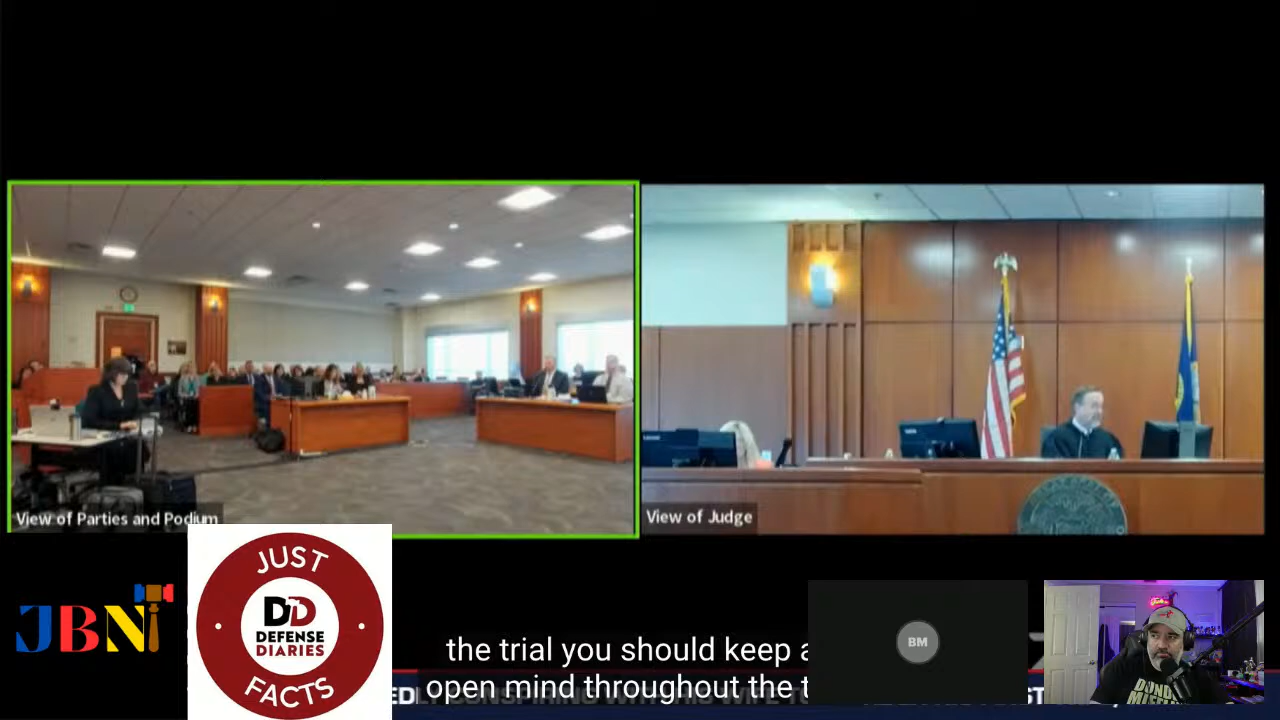 View of Parties and Podium
View of Judge
JBN
JUST
DD
DEFENSE
DIARIES
FACTS
BM
the trial you should keep a
open mind throughout the t